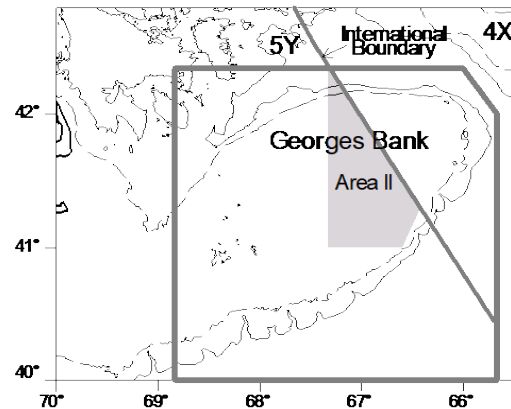 5Y
International
Boundary
4X
42°
Georges Bank
Area II
41°
40°
70°
69°
68°
67°
66°